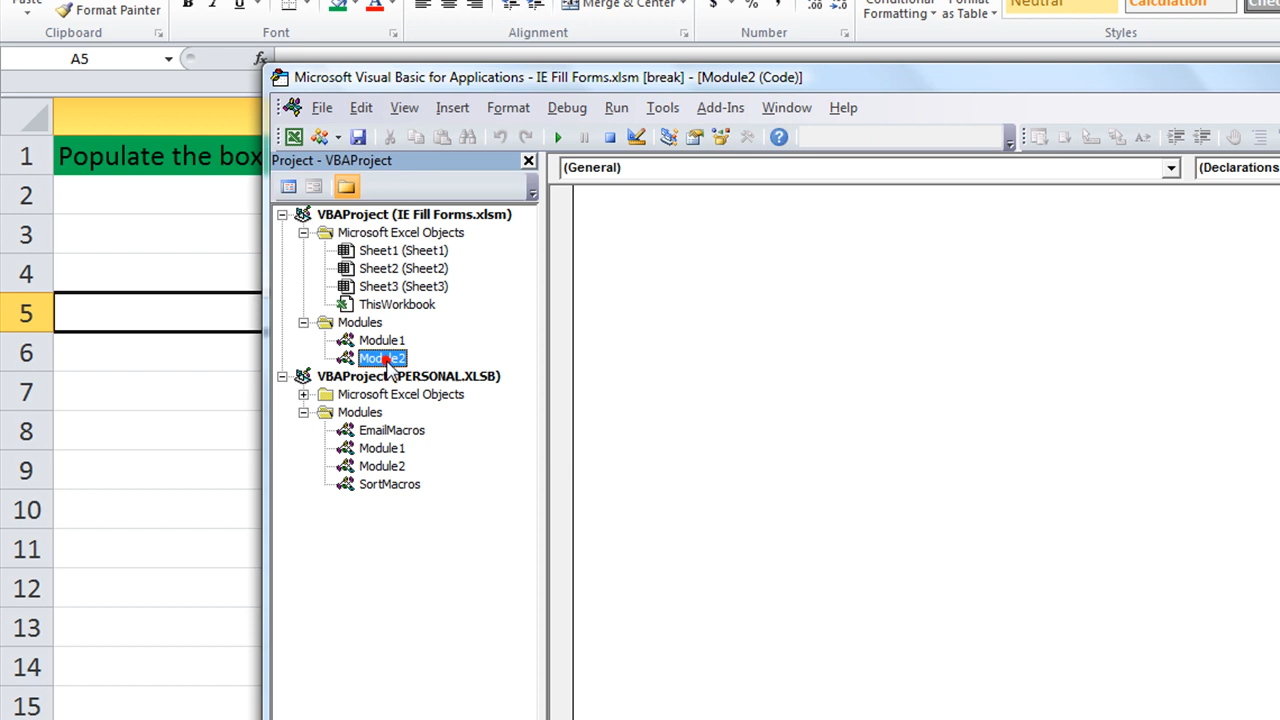 Format Painter
Merge & Center
$ % , .00
Formatting as Table
Neutral
Calculation
Clipboard Font Alignment Number Styles
A5 fx
Microsoft Visual Basic for Applications - IE Fill Forms.xlsm [break] - [Module2 (Code)]
File Edit View Insert Format Debug Run Tools Add-Ins Window Help
Project - VBAProject
(General) (Declarations
VBAProject (IE Fill Forms.xlsm)
Microsoft Excel Objects
Sheet1 (Sheet1)
Sheet2 (Sheet2)
Sheet3 (Sheet3)
ThisWorkbook
Modules
Module1
Module2
VBAProject (PERSONAL.XLSB)
Microsoft Excel Objects
Modules
EmailMacros
Module1
Module2
SortMacros
1 Populate the box
2
3
4
5
6
7
8
9
10
11
12
13
14
15